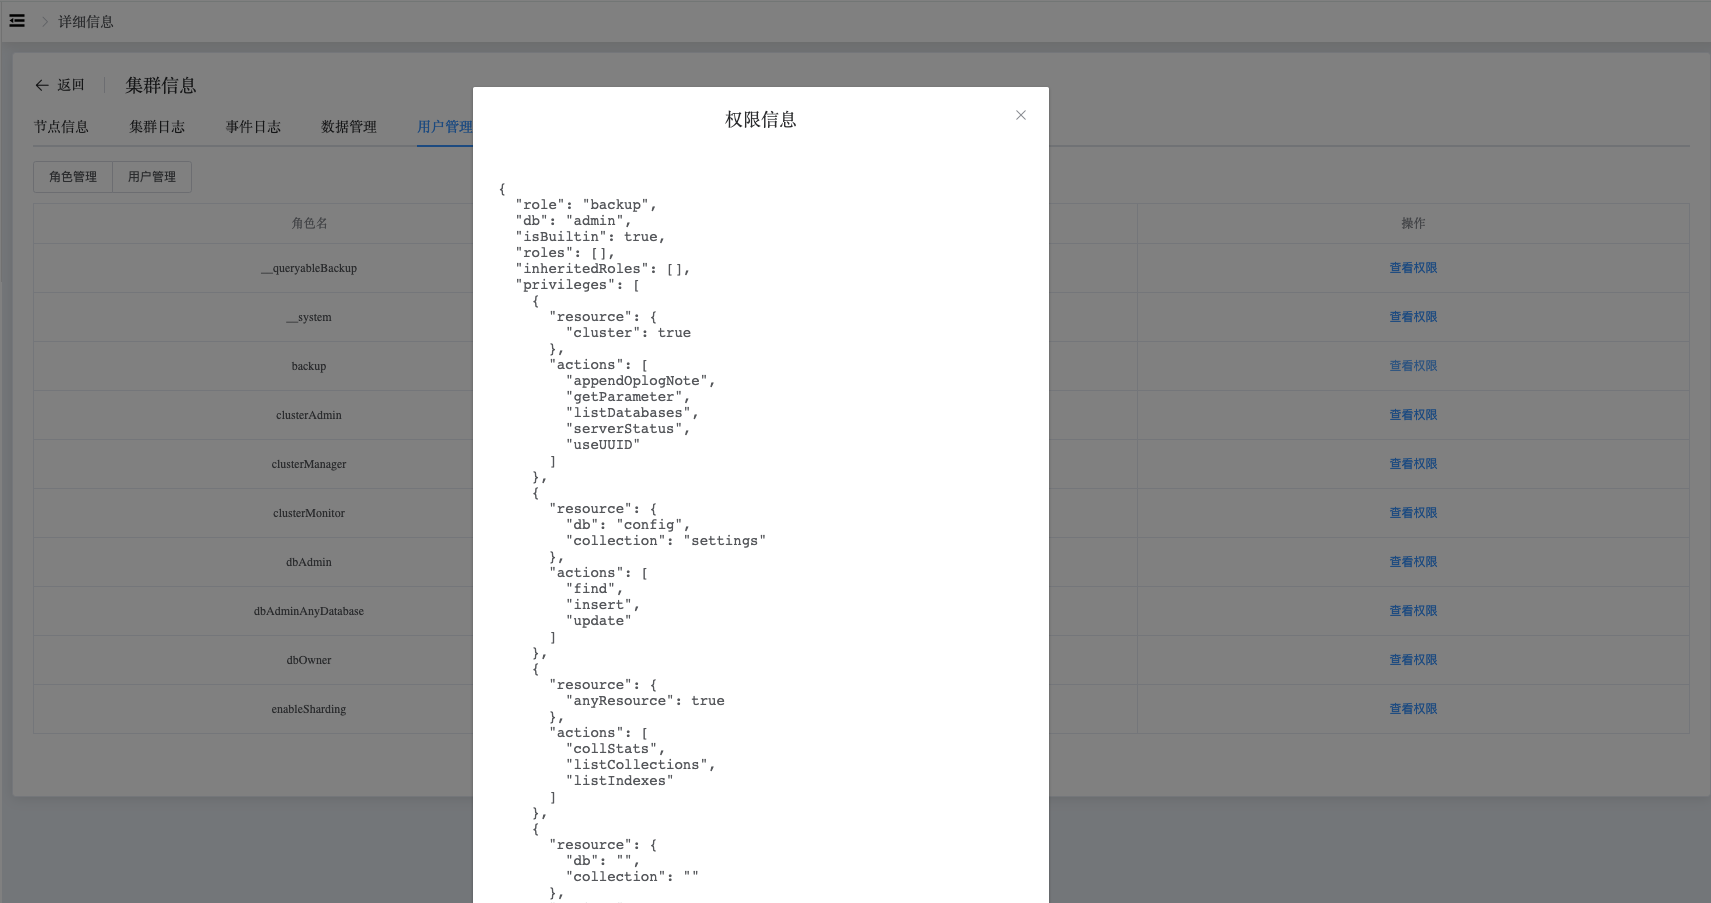 详细信息
返回 集群信息
节点信息 集群日志 事件日志 数据管理 用户管理
角色管理 用户管理
角色名 操作
__queryableBackup 查看权限
__system 查看权限
backup 查看权限
clusterAdmin 查看权限
clusterManager 查看权限
clusterMonitor 查看权限
dbAdmin 查看权限
dbAdminAnyDatabase 查看权限
dbOwner 查看权限
enableSharding 查看权限
权限信息
{
  "role": "backup",
  "db": "admin",
  "isBuiltin": true,
  "roles": [],
  "inheritedRoles": [],
  "privileges": [
    {
      "resource": {
        "cluster": true
      },
      "actions": [
        "appendOplogNote",
        "getParameter",
        "listDatabases",
        "serverStatus",
        "useUUID"
      ]
    },
    {
      "resource": {
        "db": "config",
        "collection": "settings"
      },
      "actions": [
        "find",
        "insert",
        "update"
      ]
    },
    {
      "resource": {
        "anyResource": true
      },
      "actions": [
        "collStats",
        "listCollections",
        "listIndexes"
      ]
    },
    {
      "resource": {
        "db": "",
        "collection": ""
      },